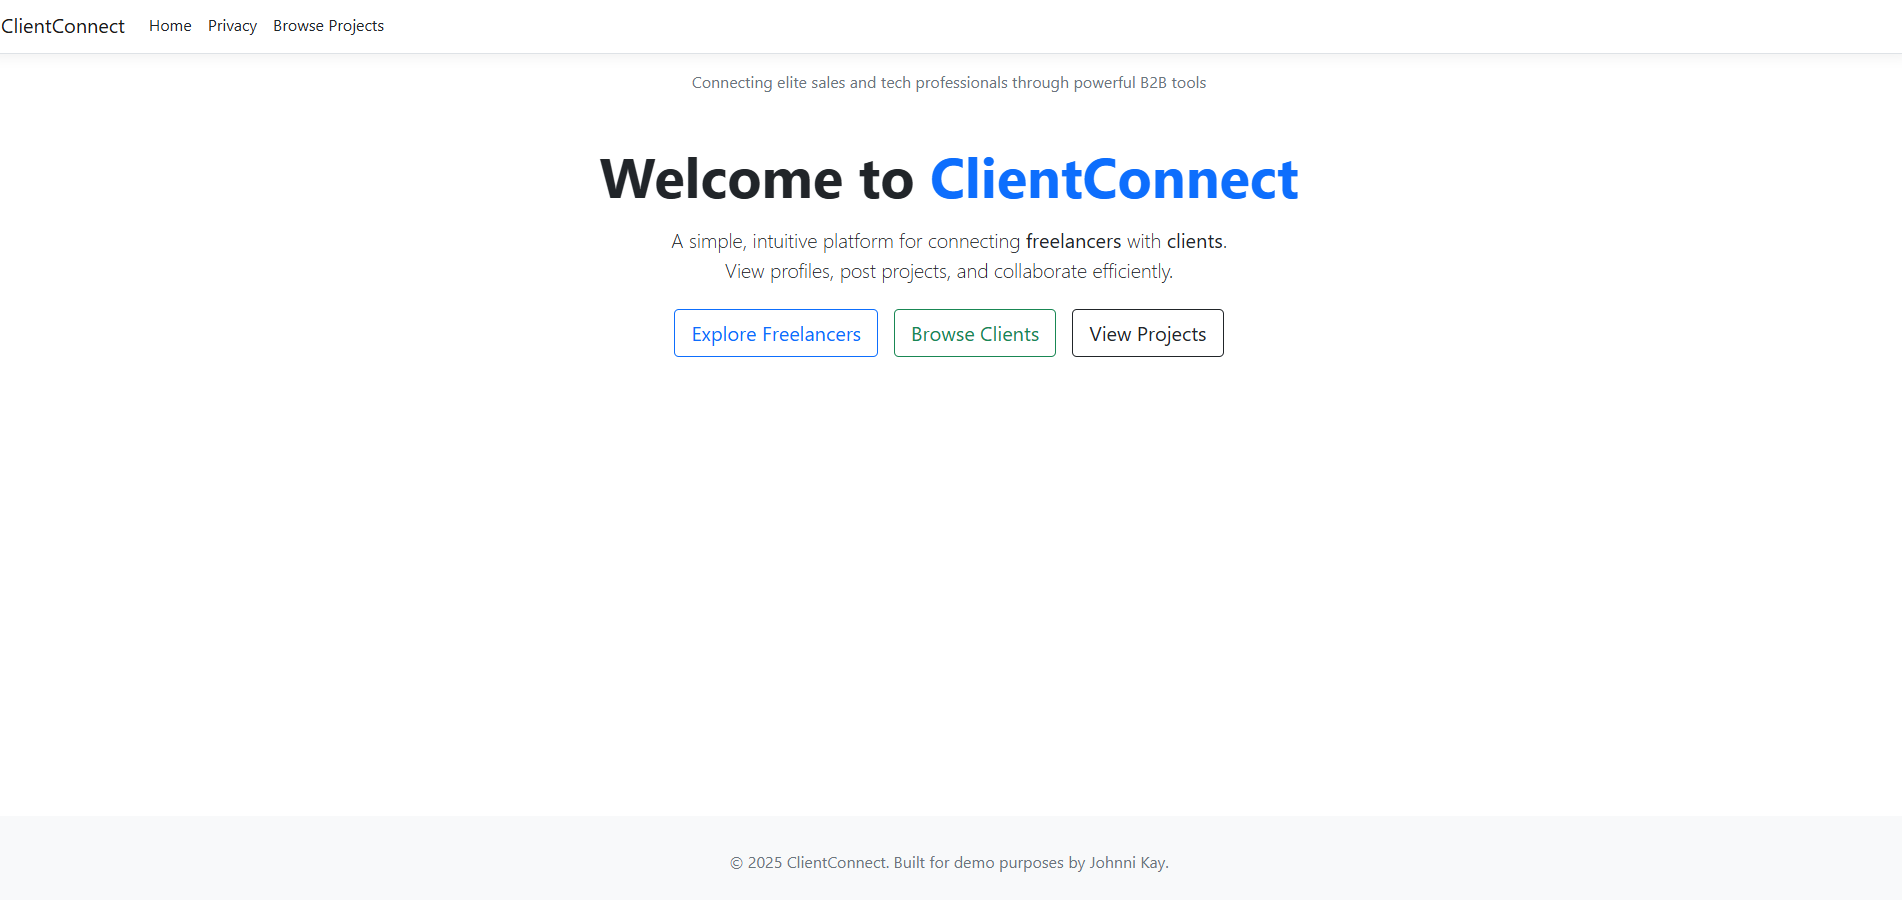 ClientConnect Home Privacy Browse Projects
Connecting elite sales and tech professionals through powerful B2B tools
Welcome to ClientConnect
A simple, intuitive platform for connecting freelancers with clients.
View profiles, post projects, and collaborate efficiently.
Explore Freelancers Browse Clients View Projects
© 2025 ClientConnect. Built for demo purposes by Johnni Kay.